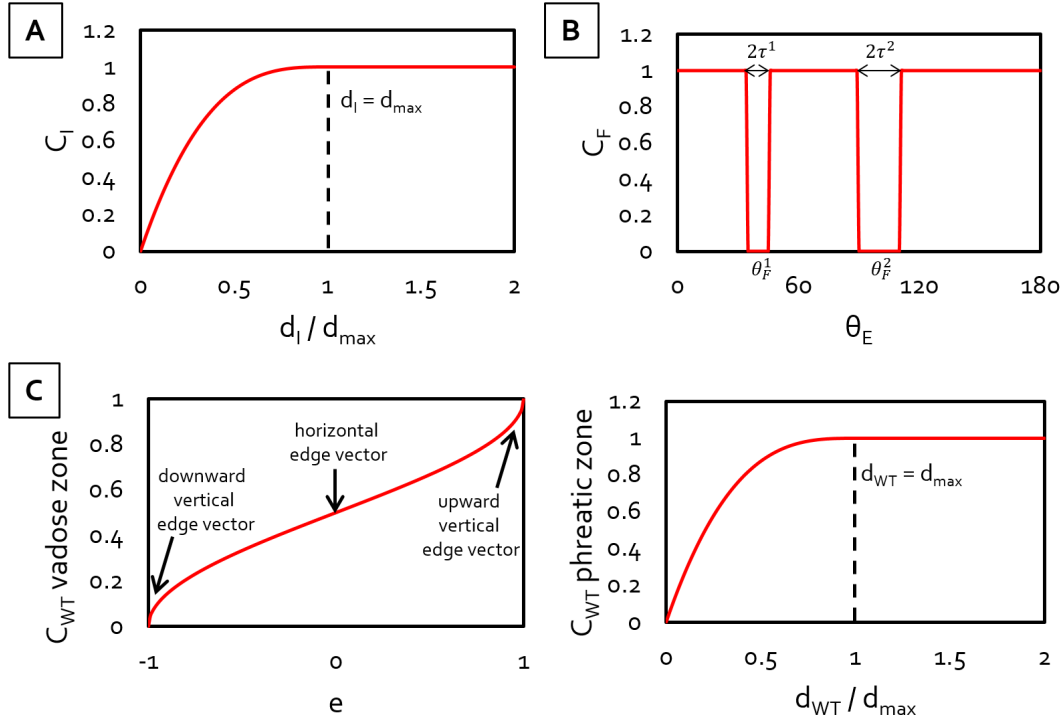 A
1.2
1
0.8
0.6
0.4
0.2
0
C_I
d_I = d_max
0 0.5 1 1.5 2
d_I / d_max
B
1.2
1
0.8
0.6
0.4
0.2
0
C_F
2τ¹ 2τ²
θ_F^1 θ_F^2
0 60 120 180
θ_E
C
1
0.8
0.6
0.4
0.2
0
C_WT vadose zone
horizontal
edge vector
downward
vertical
edge vector
upward
vertical
edge vector
-1 0 1
e
1.2
1
0.8
0.6
0.4
0.2
0
C_WT phreatic zone
d_WT = d_max
0 0.5 1 1.5 2
d_WT / d_max